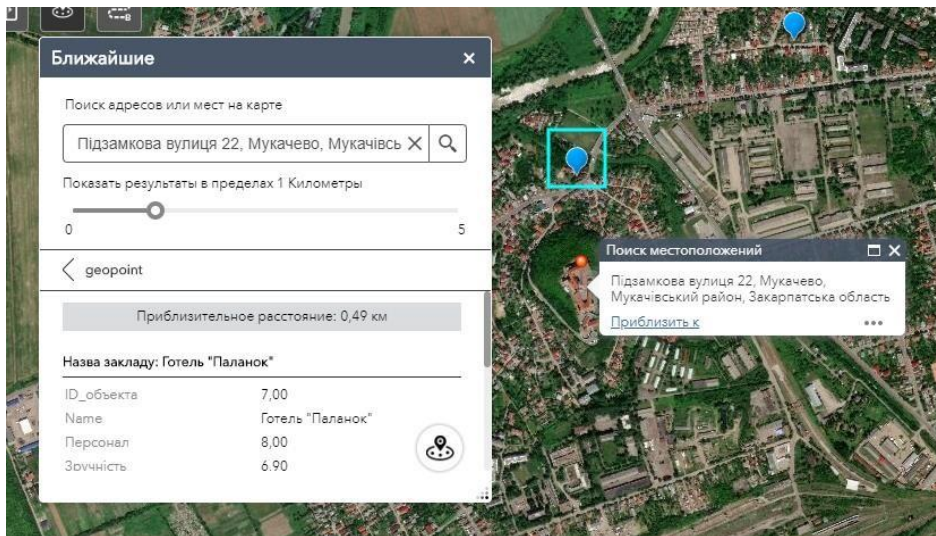 Ближайшие
Поиск адресов или мест на карте
Підзамкова вулиця 22, Мукачево, Мукачівсь
Показать результаты в пределах 1 Километры
0 5
geopoint
Приблизительное расстояние: 0,49 км
Назва закладу: Готель "Паланок"
ID_объекта 7,00
Name Готель "Паланок"
Персонал 8,00
Зручність 6,90
Поиск местоположений
Підзамкова вулиця 22, Мукачево,
Мукачівський район, Закарпатська область
Приблизить к